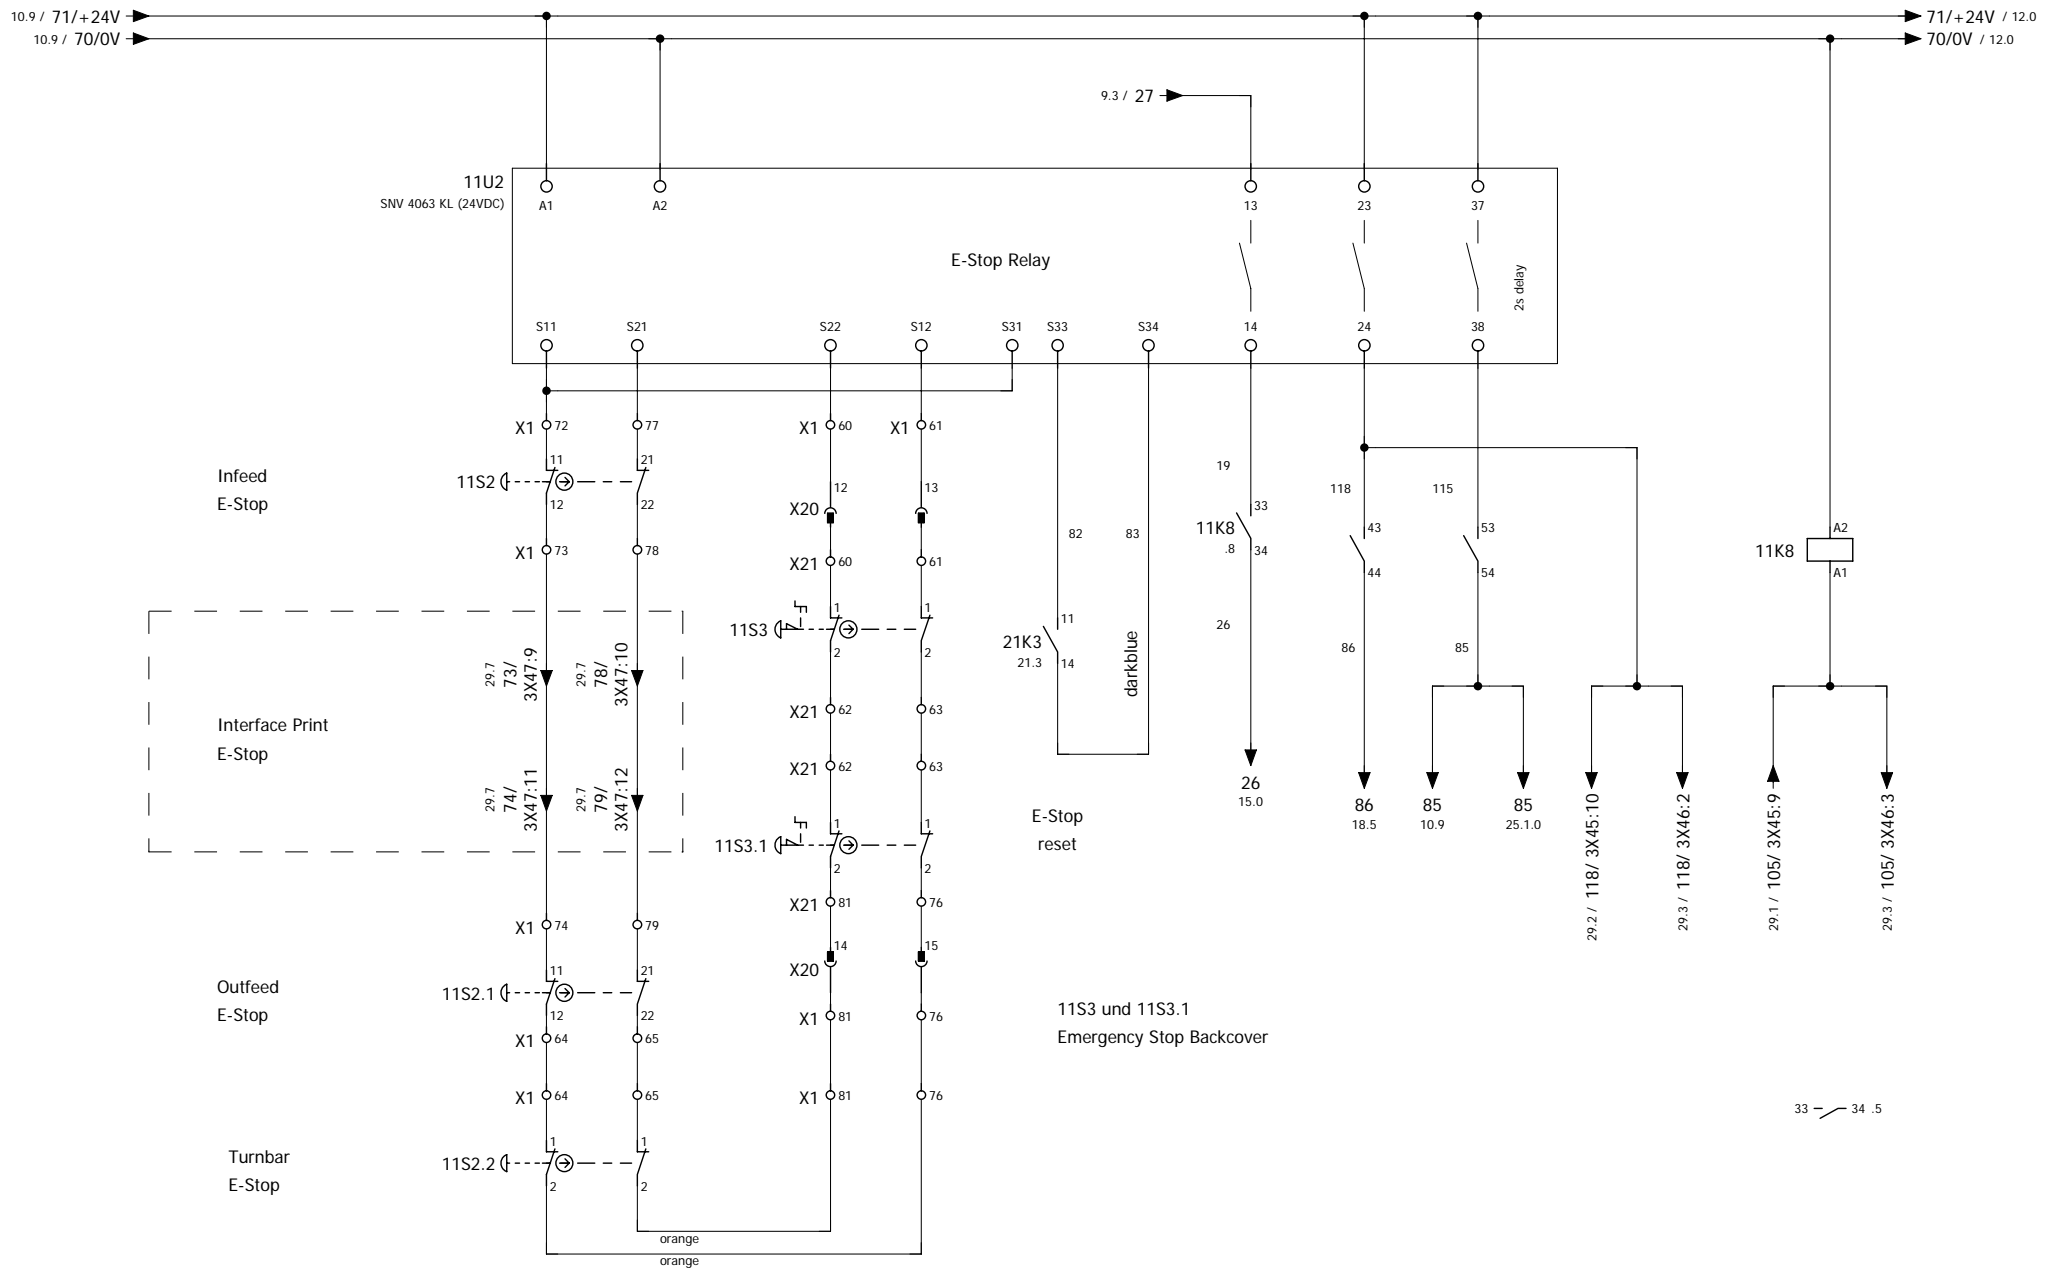 10.9 / 71/+24V
71/+24V / 12.0
10.9 / 70/0V
70/0V / 12.0
9.3 / 27
11U2
SNV 4063 KL (24VDC)
A1 A2 13 23 37
E-Stop Relay
2s delay
S11 S21 S22 S12 S31 S33 S34 14 24 38
X1 72 77 X1 60 X1 61
Infeed
E-Stop
11S2
11 21
12 22
12 13
X20
X1 73 78
X21 60 61
19 118 115
82 83
11K8
.8
33
34
43
44
53
54
11K8
A2
A1
11S3
1 1
2 2
21K3
21.3
11
14
darkblue
26 86 85
Interface Print
E-Stop
29.7
73/
3X47:9
29.7
78/
3X47:10
29.7
74/
3X47:11
29.7
79/
3X47:12
X21 62 63
X21 62 63
26
15.0
86
18.5
85
10.9
85
25.1.0
29.2 / 118/ 3X45:10
29.3 / 118/ 3X46:2
29.1 / 105/ 3X45:9
29.3 / 105/ 3X46:3
E-Stop
reset
11S3.1
1 1
2 2
X21 81 76
X1 74 79
14 15
X20
Outfeed
E-Stop
11S2.1
11 21
12 22
X1 64 65
X1 81 76
11S3 und 11S3.1
Emergency Stop Backcover
X1 64 65
X1 81 76
33 34 .5
Turnbar
E-Stop
11S2.2
1 1
2 2
orange
orange